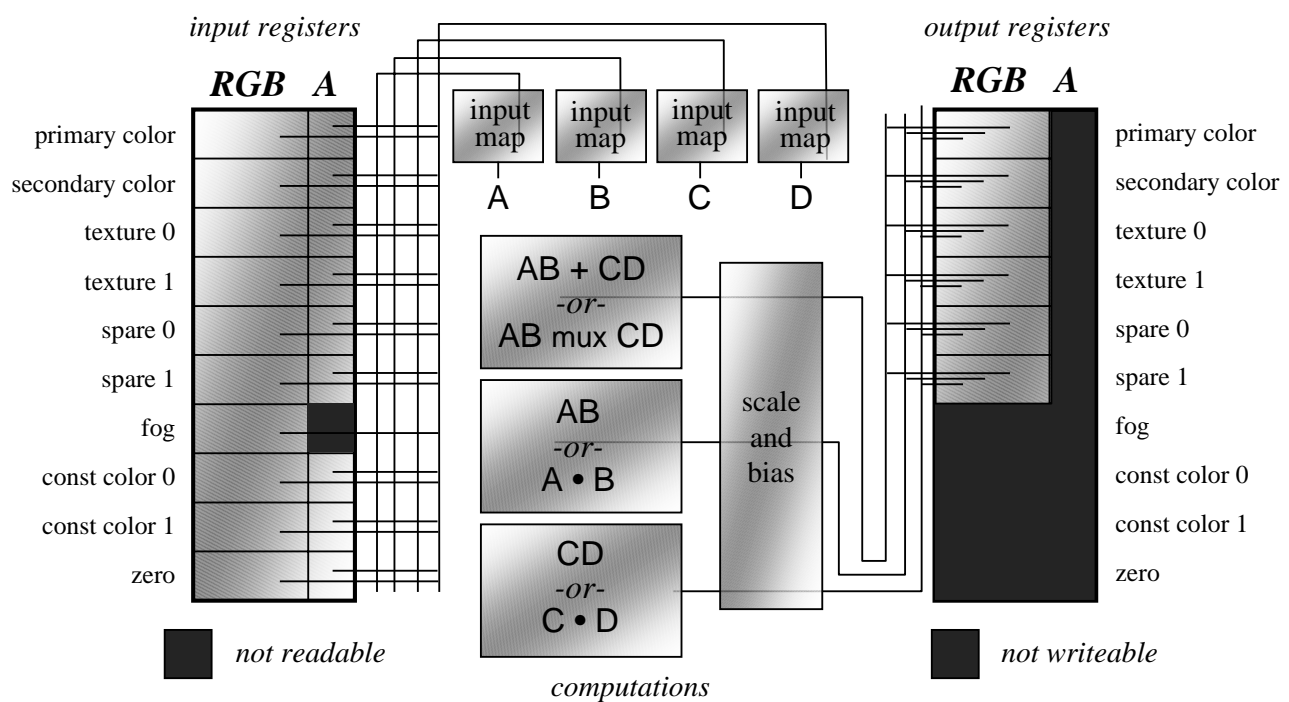 input registers
output registers
RGB A
RGB A
input map
input map
input map
input map
A
B
C
D
primary color
secondary color
texture 0
texture 1
spare 0
spare 1
fog
const color 0
const color 1
zero
AB + CD
-or-
AB mux CD
AB
-or-
A • B
CD
-or-
C • D
scale
and
bias
primary color
secondary color
texture 0
texture 1
spare 0
spare 1
fog
const color 0
const color 1
zero
not readable
computations
not writeable